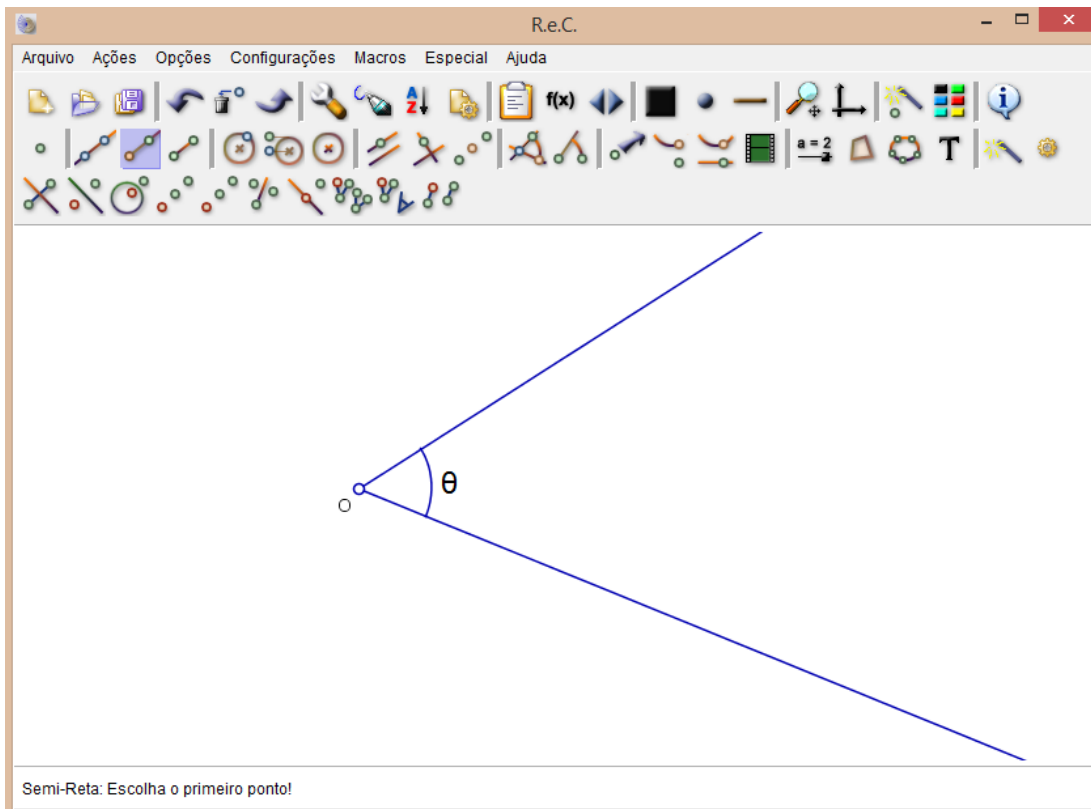 R.e.C.
Arquivo Ações Opções Configurações Macros Especial Ajuda
A
Z
f(x)
i
a = 2
T
θ
O
Semi-Reta: Escolha o primeiro ponto!